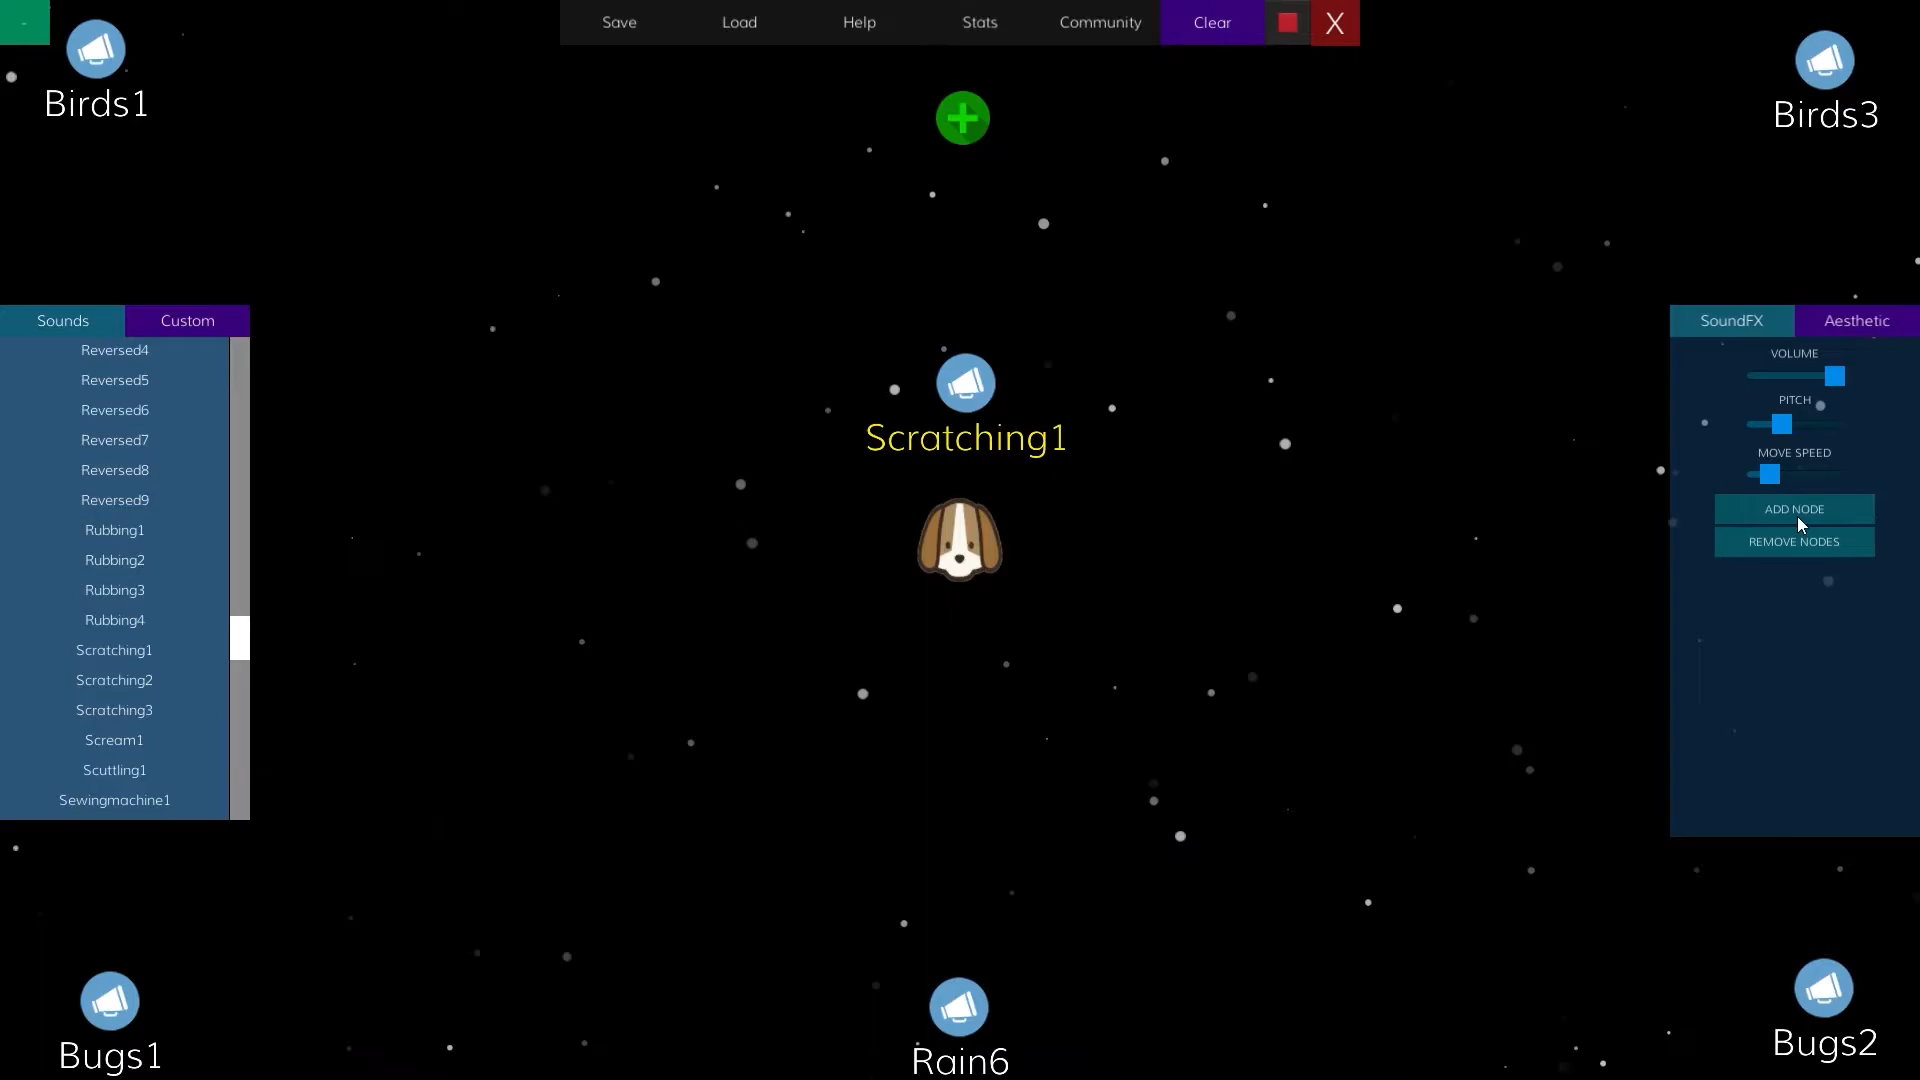 -
Save
Load
Help
Stats
Community
Clear
X
Birds1
Birds3
Sounds
Custom
Reversed4
Reversed5
Reversed6
Reversed7
Reversed8
Reversed9
Rubbing1
Rubbing2
Rubbing3
Rubbing4
Scratching1
Scratching2
Scratching3
Scream1
Scuttling1
Sewingmachine1
Scratching1
SoundFX
Aesthetic
VOLUME
PITCH
MOVE SPEED
ADD NODE
REMOVE NODES
Bugs1
Rain6
Bugs2